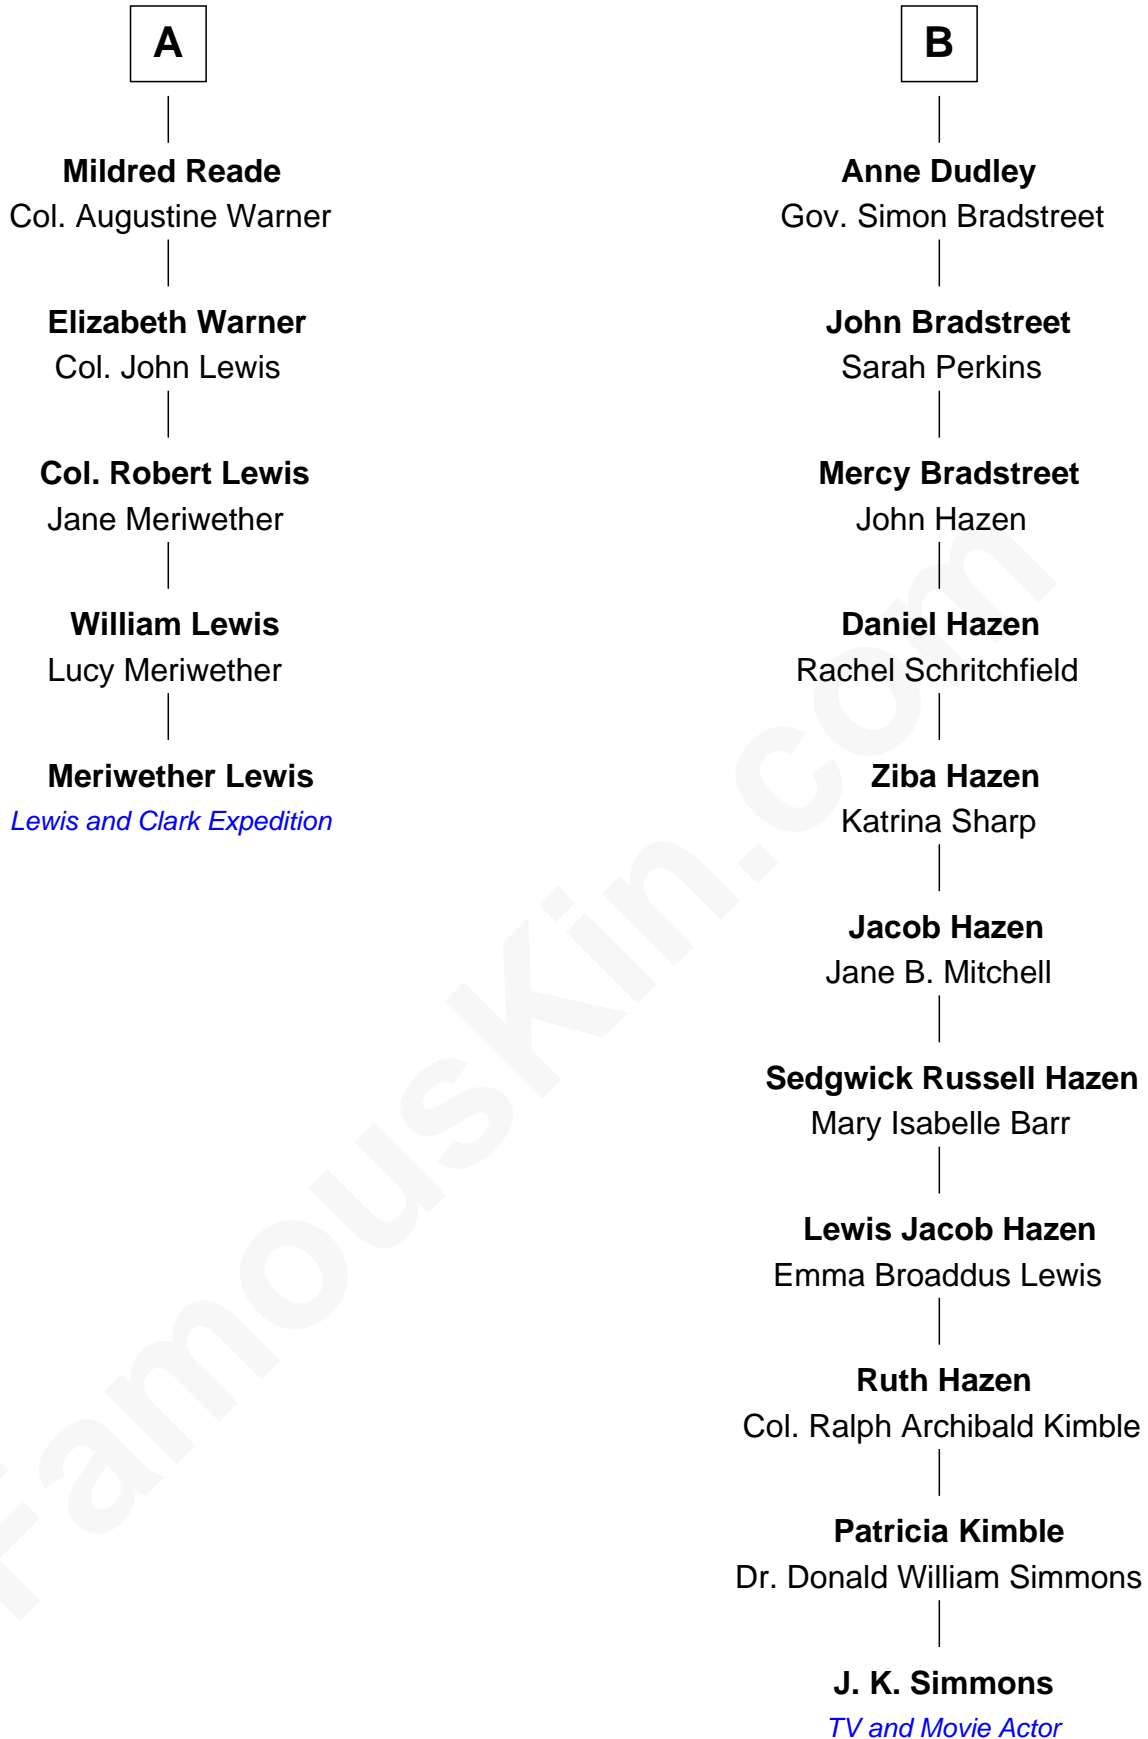 A
Mildred Reade
Col. Augustine Warner
Elizabeth Warner
Col. John Lewis
Col. Robert Lewis
Jane Meriwether
William Lewis
Lucy Meriwether
Meriwether Lewis
Lewis and Clark Expedition
B
Anne Dudley
Gov. Simon Bradstreet
John Bradstreet
Sarah Perkins
Mercy Bradstreet
John Hazen
Daniel Hazen
Rachel Schritchfield
Ziba Hazen
Katrina Sharp
Jacob Hazen
Jane B. Mitchell
Sedgwick Russell Hazen
Mary Isabelle Barr
Lewis Jacob Hazen
Emma Broaddus Lewis
Ruth Hazen
Col. Ralph Archibald Kimble
Patricia Kimble
Dr. Donald William Simmons
J. K. Simmons
TV and Movie Actor
FamousKin.com